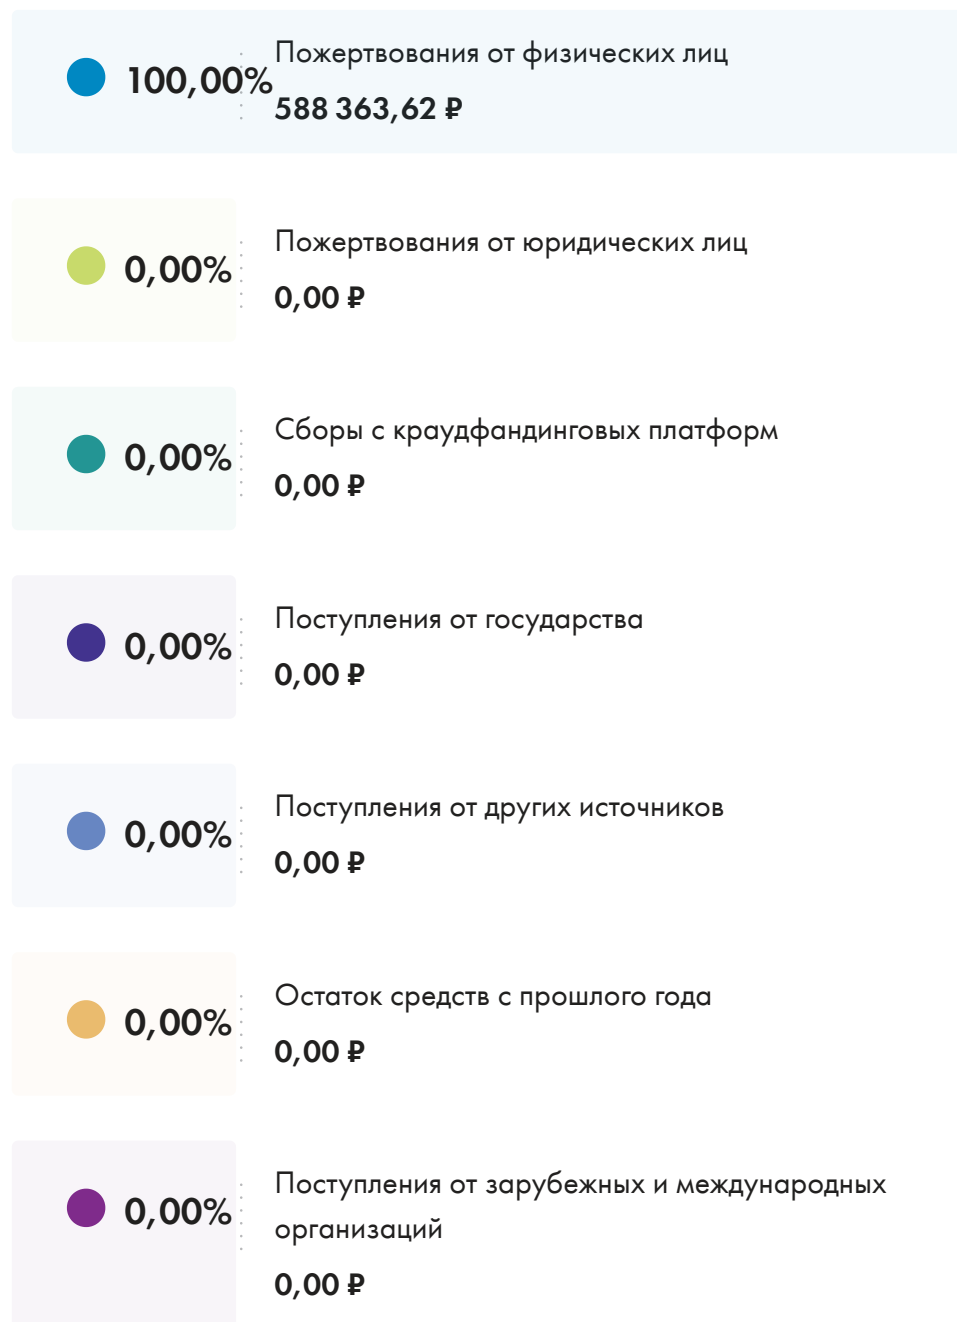 100,00%
Пожертвования от физических лиц
588 363,62 ₽
0,00%
Пожертвования от юридических лиц
0,00 ₽
0,00%
Сборы с краудфандинговых платформ
0,00 ₽
0,00%
Поступления от государства
0,00 ₽
0,00%
Поступления от других источников
0,00 ₽
0,00%
Остаток средств с прошлого года
0,00 ₽
0,00%
Поступления от зарубежных и международных
организаций
0,00 ₽